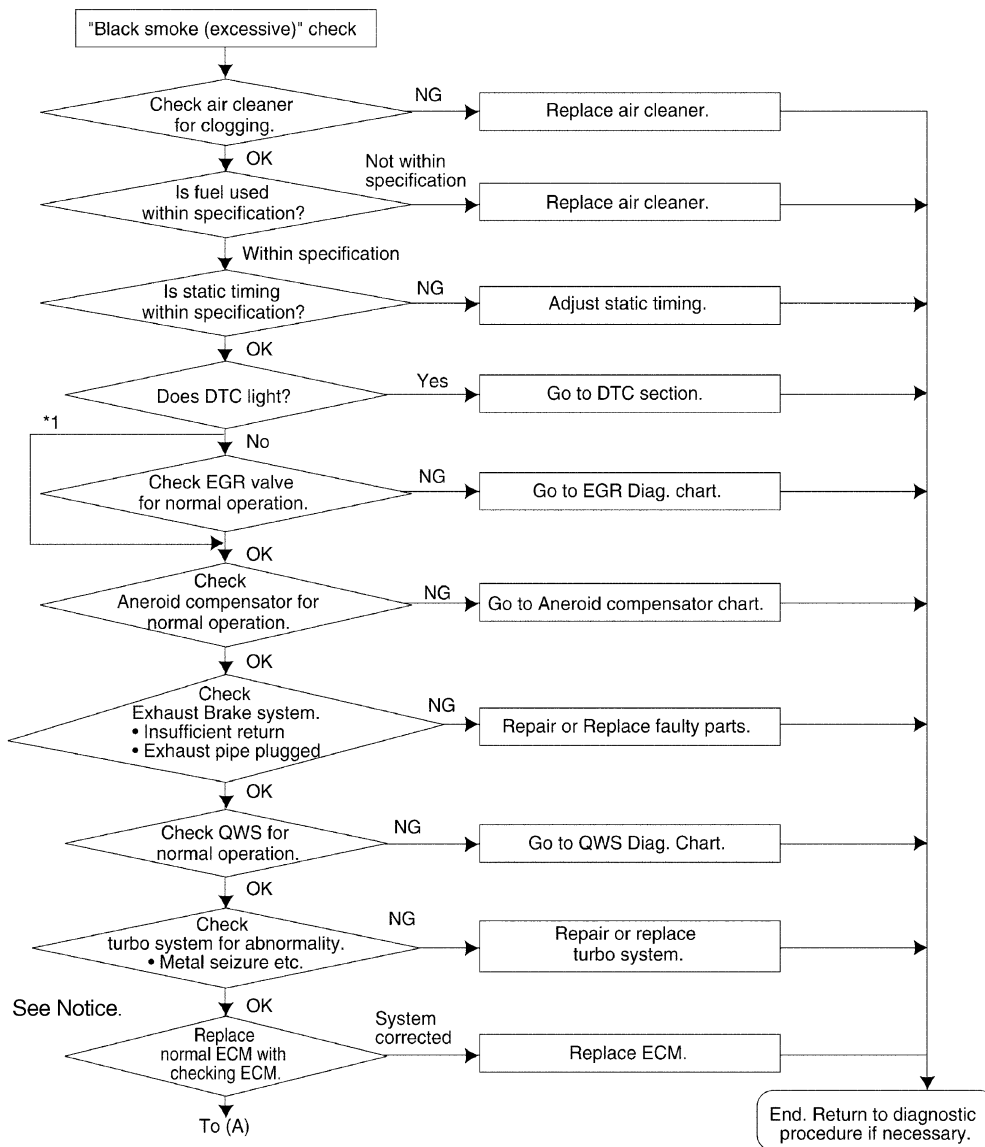 "Black smoke (excessive)" check
Check air cleaner
for clogging.
NG
Replace air cleaner.
OK
Not within
specification
Is fuel used
within specification?
Replace air cleaner.
Within specification
Is static timing
within specification?
NG
Adjust static timing.
OK
Does DTC light?
Yes
Go to DTC section.
*1
No
Check EGR valve
for normal operation.
NG
Go to EGR Diag. chart.
OK
Check
Aneroid compensator for
normal operation.
NG
Go to Aneroid compensator chart.
OK
Check
Exhaust Brake system.
• Insufficient return
• Exhaust pipe plugged
NG
Repair or Replace faulty parts.
OK
Check QWS for
normal operation.
NG
Go to QWS Diag. Chart.
OK
Check
turbo system for abnormality.
• Metal seizure etc.
NG
Repair or replace
turbo system.
OK
See Notice.
Replace
normal ECM with
checking ECM.
System
corrected
Replace ECM.
To (A)
End. Return to diagnostic
procedure if necessary.